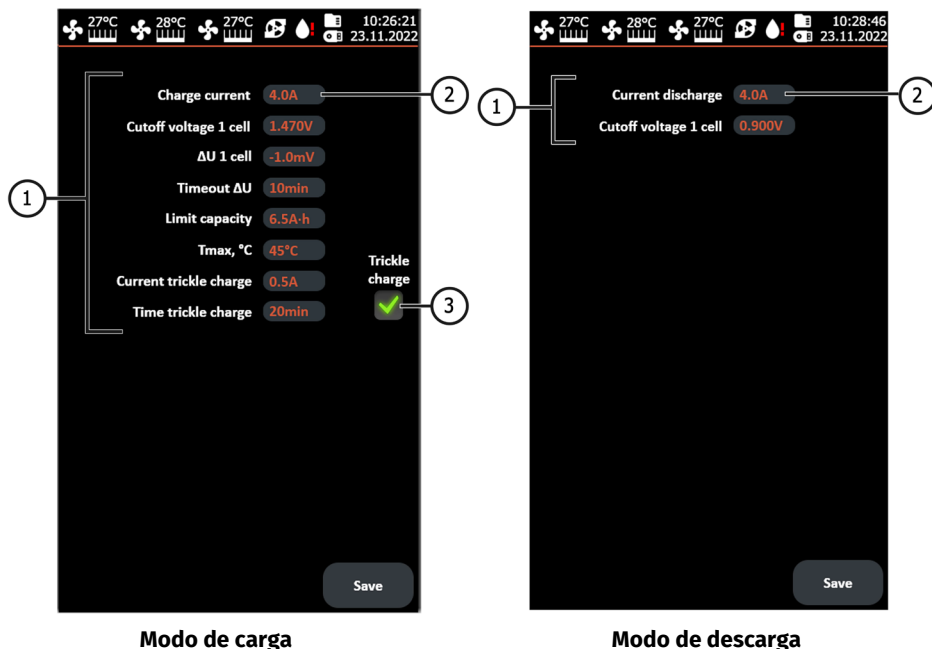 27°C 28°C 27°C 10:26:21
23.11.2022
Charge current 4.0A
Cutoff voltage 1 cell 1.470V
ΔU 1 cell -1.0mV
Timeout ΔU 10min
Limit capacity 6.5A·h
Tmax, °C 45°C
Current trickle charge 0.5A
Time trickle charge 20min
Trickle
charge
1
2
3
Save
Modo de carga
27°C 28°C 27°C 10:28:46
23.11.2022
Current discharge 4.0A
Cutoff voltage 1 cell 0.900V
1
2
Save
Modo de descarga